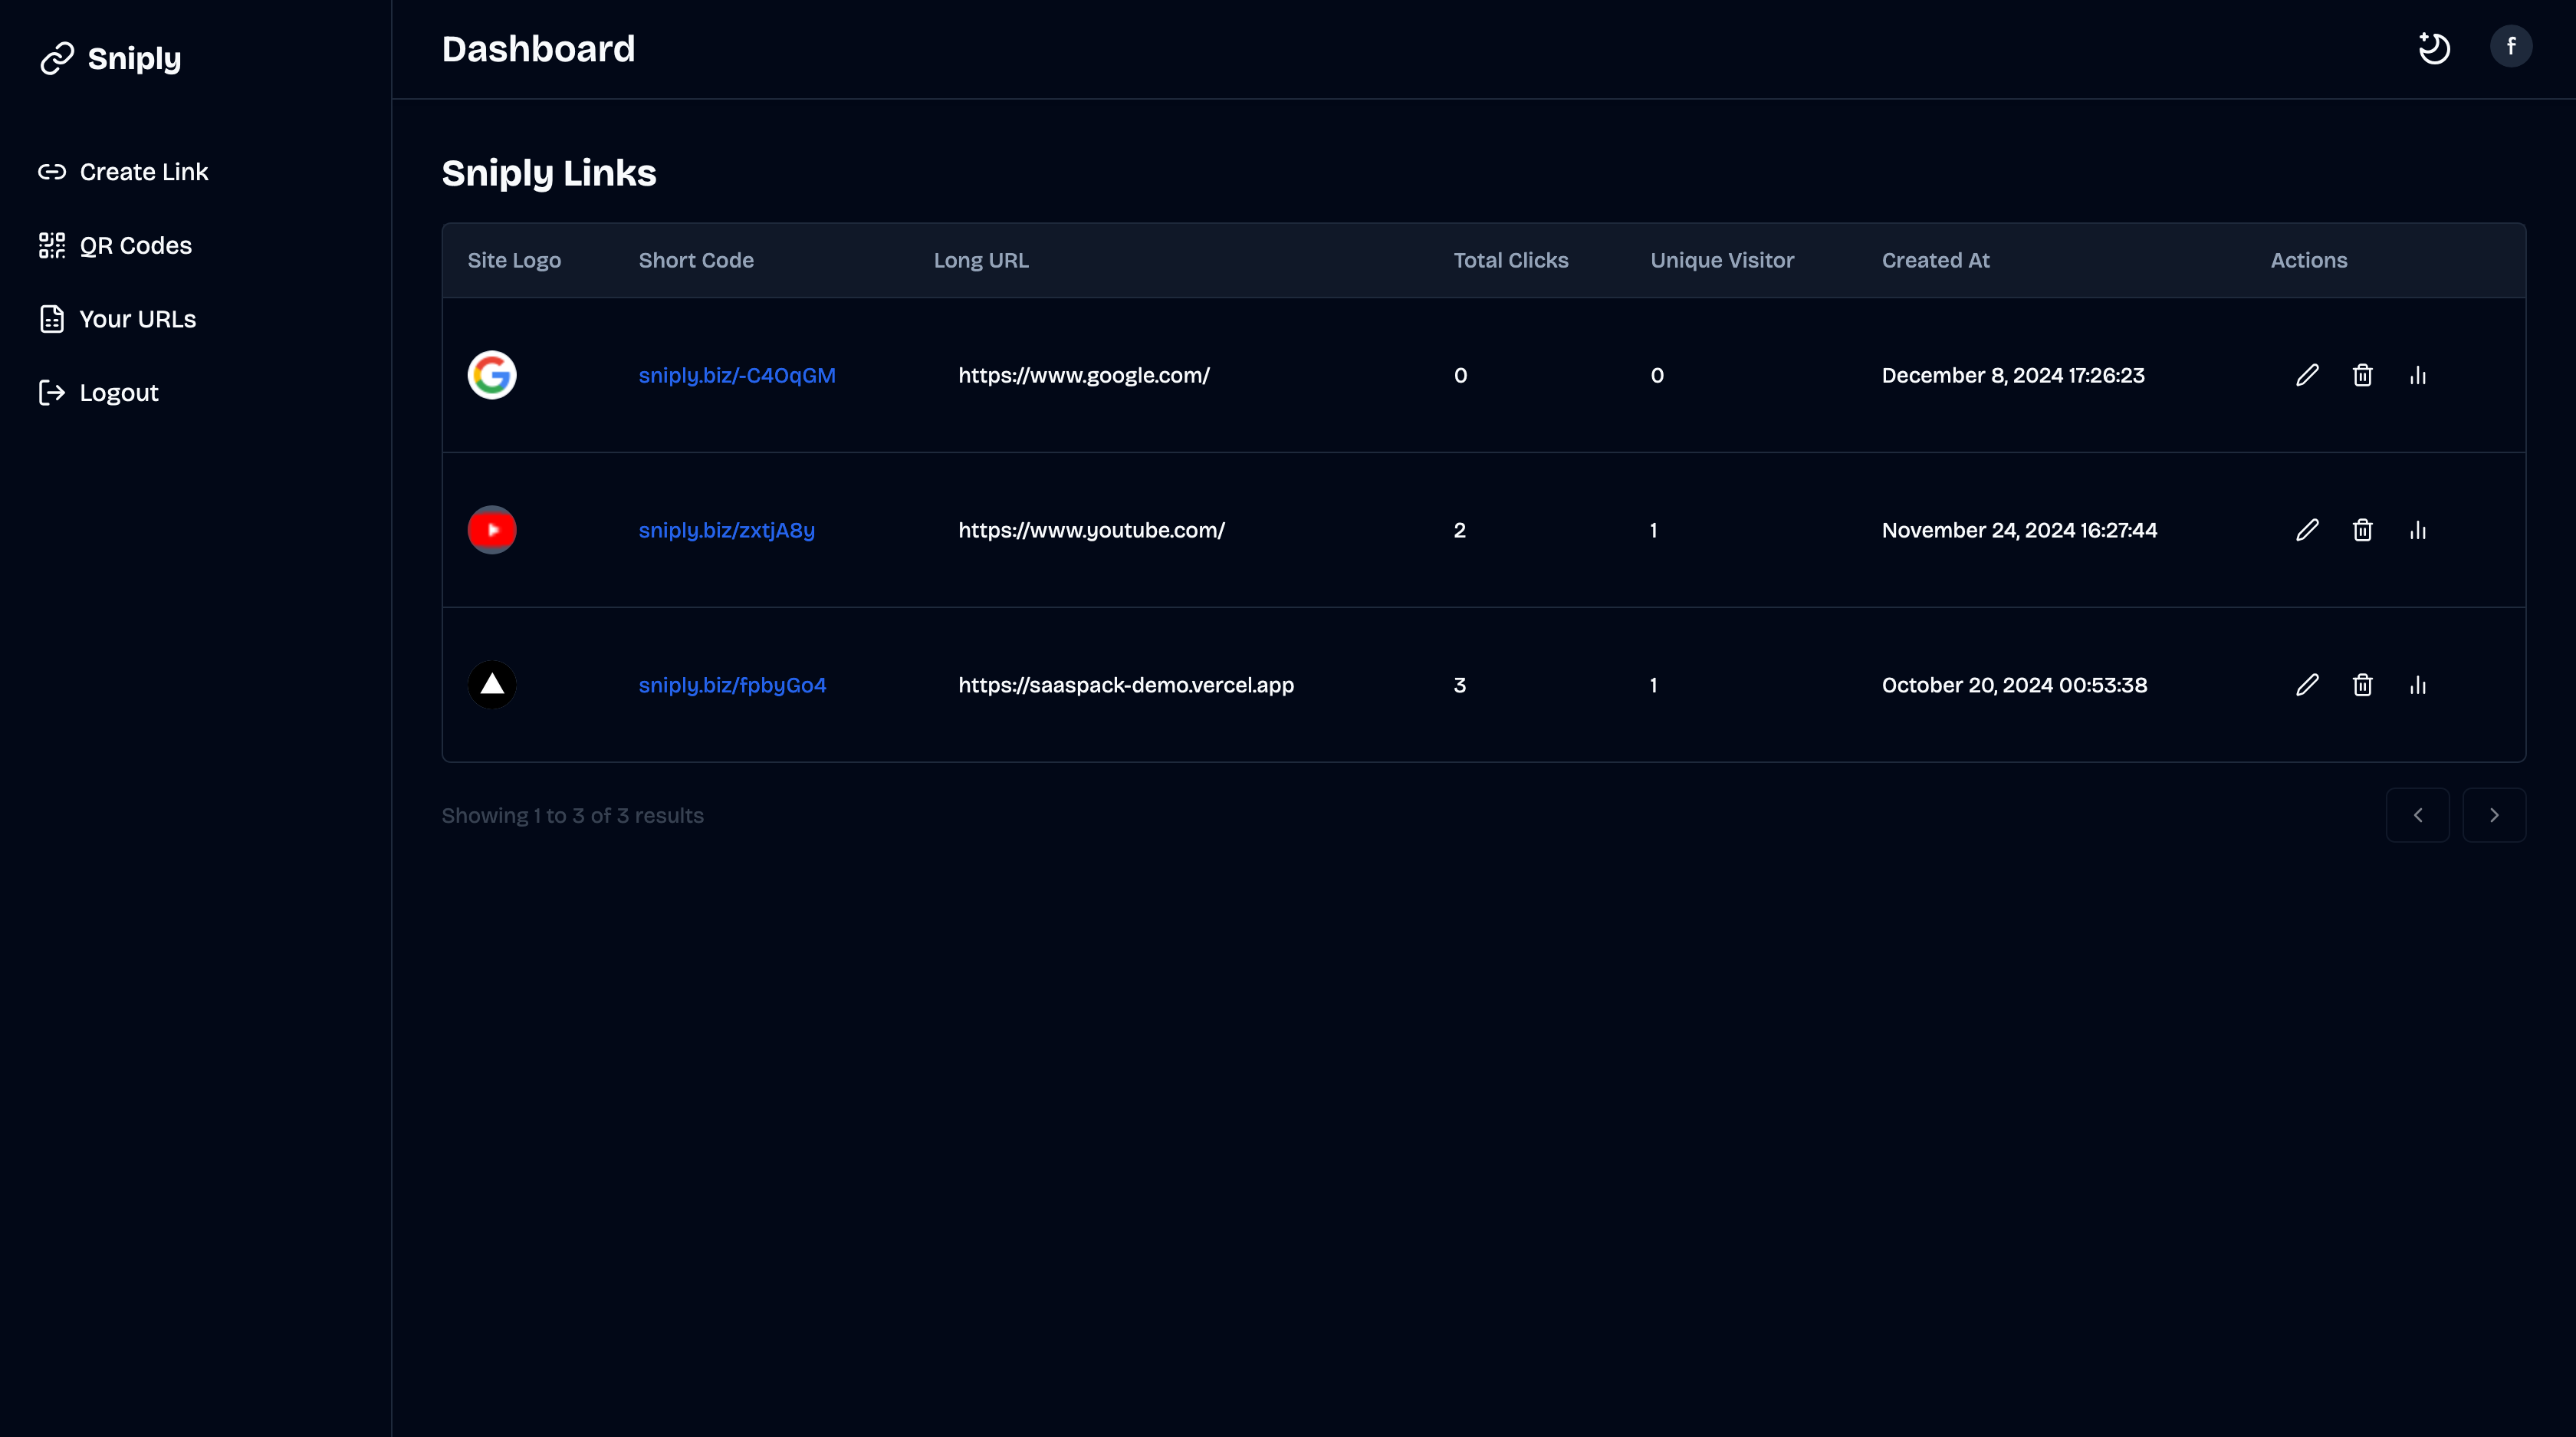 Sniply
Create Link
QR Codes
Your URLs
Logout
Dashboard
f
Sniply Links
Site Logo Short Code Long URL Total Clicks Unique Visitor Created At Actions
G sniply.biz/-C4OqGM https://www.google.com/ 0 0 December 8, 2024 17:26:23
sniply.biz/zxtjA8y https://www.youtube.com/ 2 1 November 24, 2024 16:27:44
sniply.biz/fpbyGo4 https://saaspack-demo.vercel.app 3 1 October 20, 2024 00:53:38
Showing 1 to 3 of 3 results